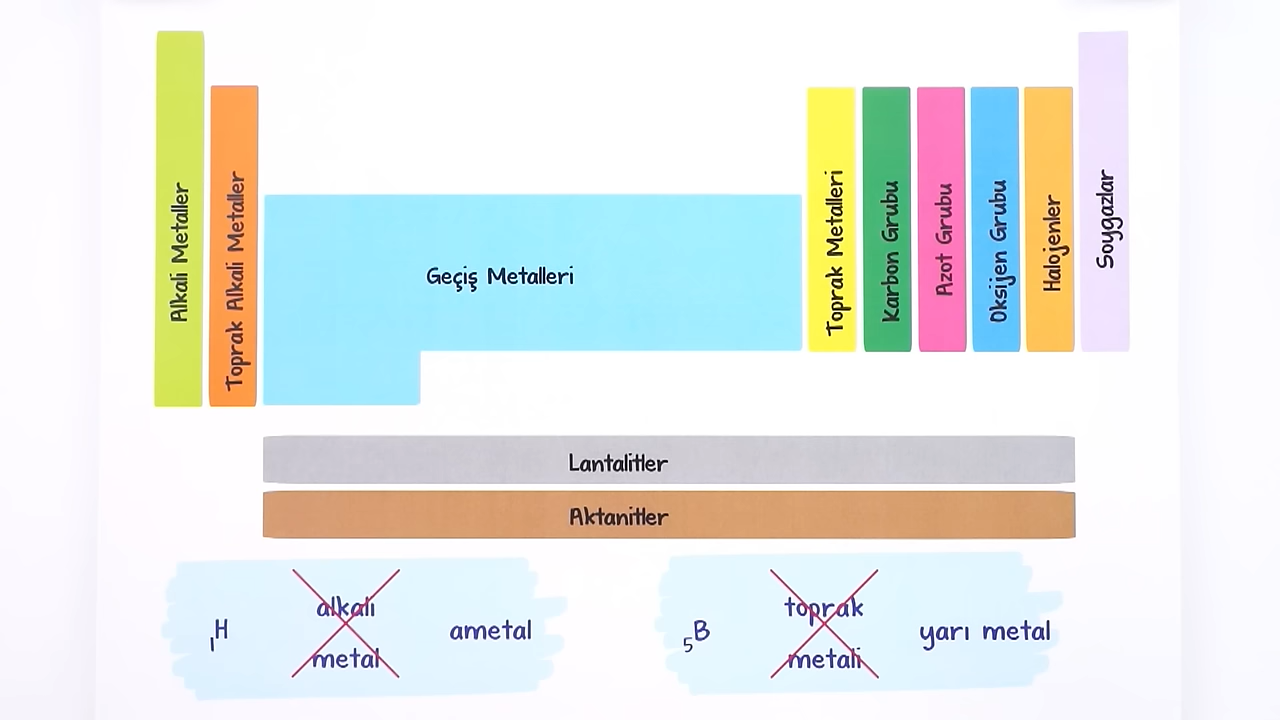 Alkali Metaller
Toprak Alkali Metaller
Geçiş Metalleri
Toprak Metalleri
Karbon Grubu
Azot Grubu
Oksijen Grubu
Halojenler
Soygazlar
Lantalitler
Aktanitler
₁H
alkali
metal
ametal
₅B
toprak
metali
yarı metal